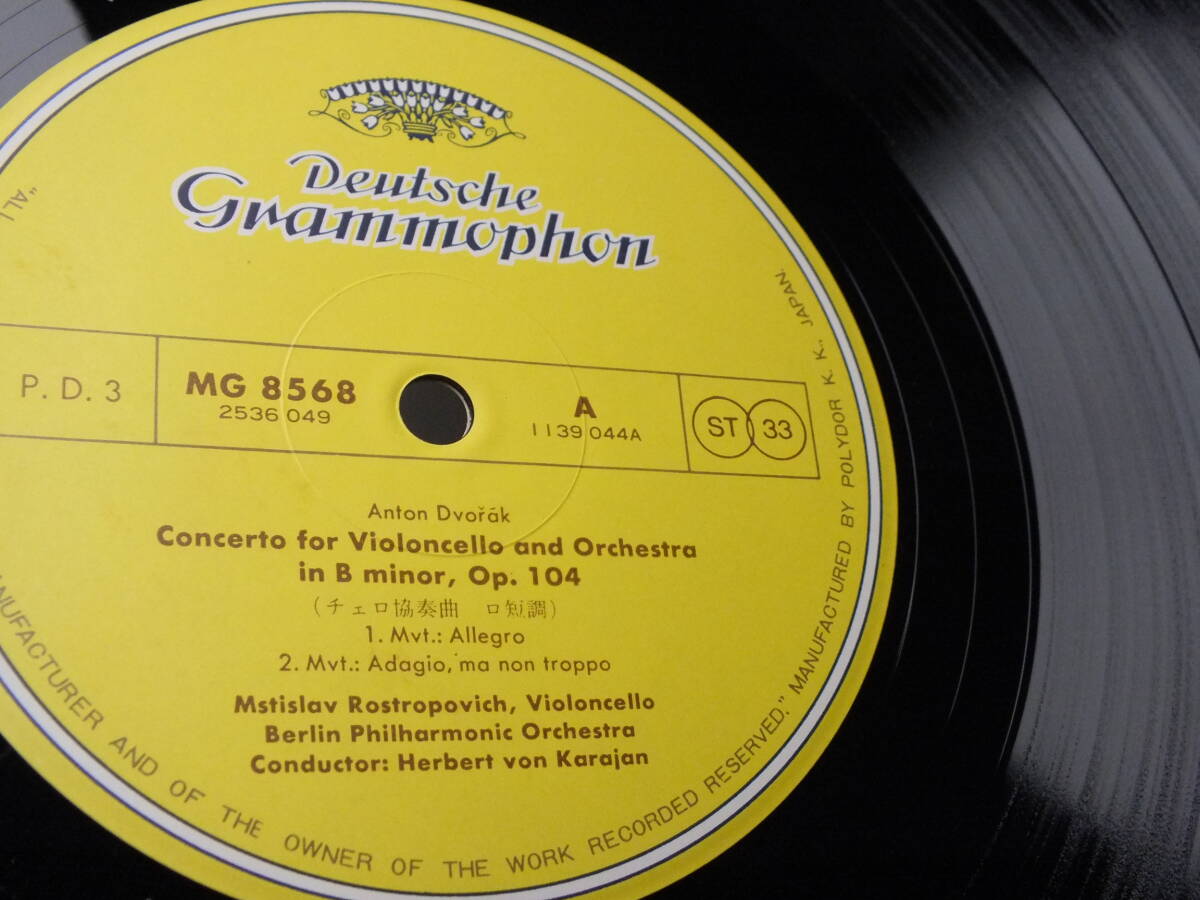 Deutsche
Grammophon
P. D. 3
MG 8568
2536 049
A
1139 044A
ST 33
Anton Dvořák
Concerto for Violoncello and Orchestra
in B minor, Op. 104
(チェロ協奏曲 ロ短調)
1. Mvt.: Allegro
2. Mvt.: Adagio, ma non troppo
Mstislav Rostropovich, Violoncello
Berlin Philharmonic Orchestra
Conductor: Herbert von Karajan
MANUFACTURER AND OF THE OWNER OF THE WORK RECORDED RESERVED." MANUFACTURED BY POLYDOR K. K., JAPAN.
"ALL